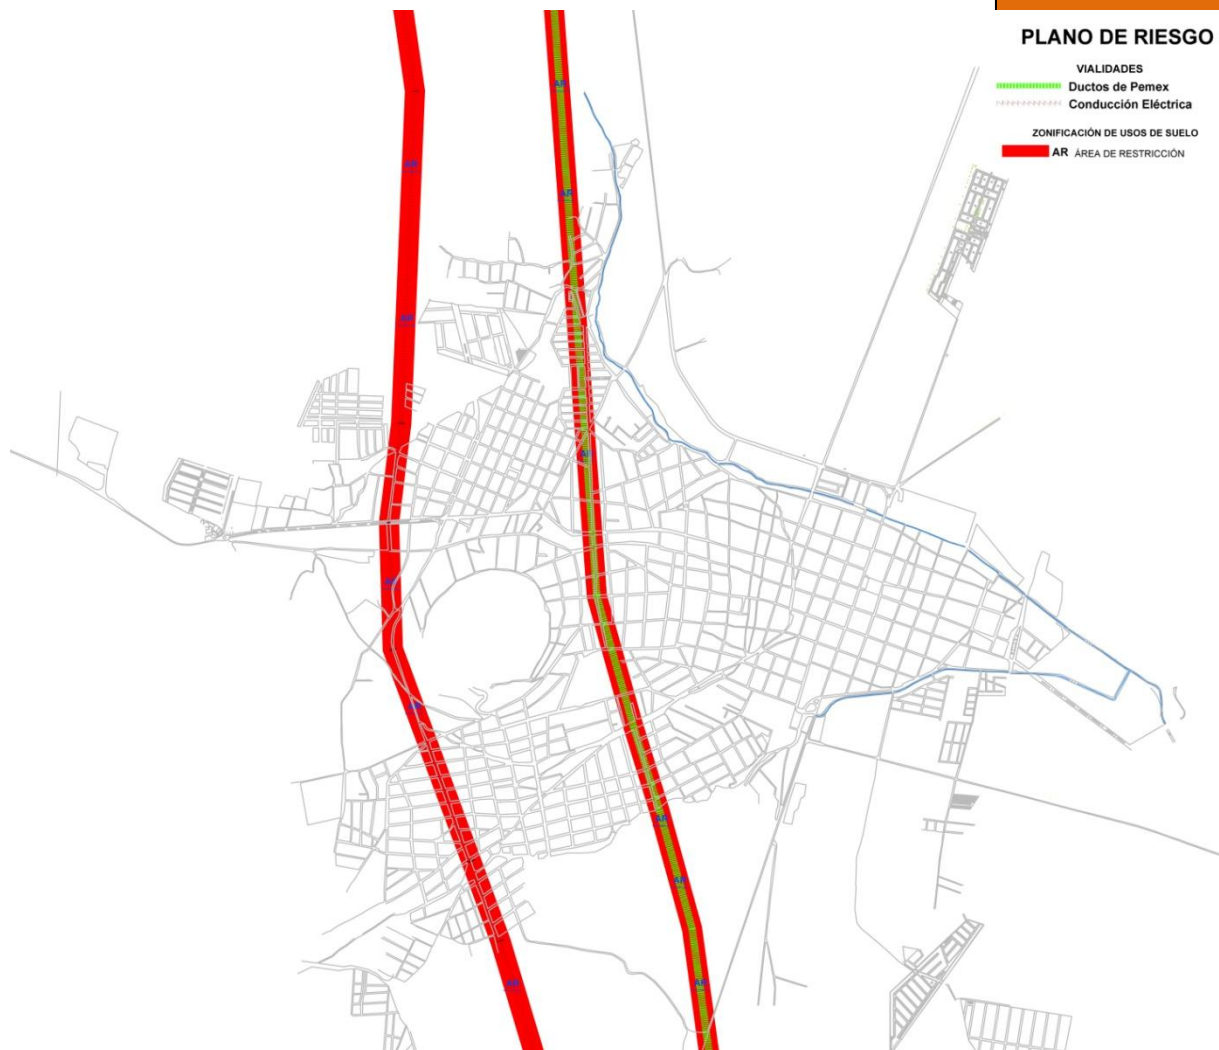 PLANO DE RIESGO
VIALIDADES
Ductos de Pemex
Conducción Eléctrica
ZONIFICACIÓN DE USOS DE SUELO
AR ÁREA DE RESTRICCIÓN
AR
AR
AR
AR
AR
AR
AR
AR
AR
AR
AR